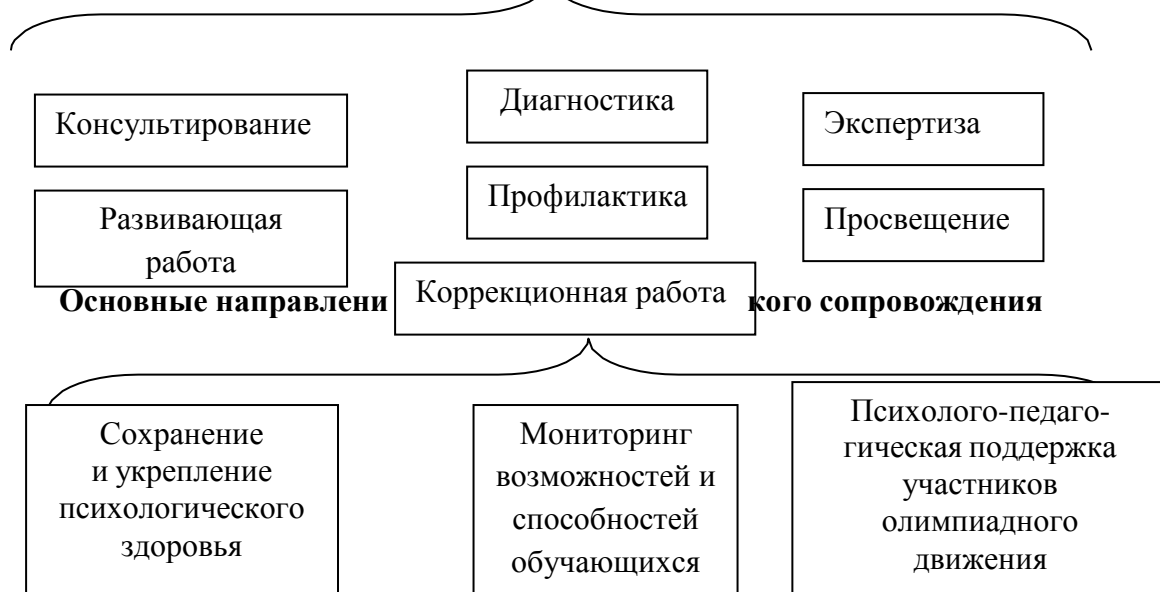 Консультирование
Диагностика
Экспертиза
Развивающая
работа
Профилактика
Просвещение
Коррекционная работа
Основные направлени
кого сопровождения
Сохранение
и укрепление
психологического
здоровья
Мониторинг
возможностей и
способностей
обучающихся
Психолого-педаго-
гическая поддержка
участников
олимпиадного
движения